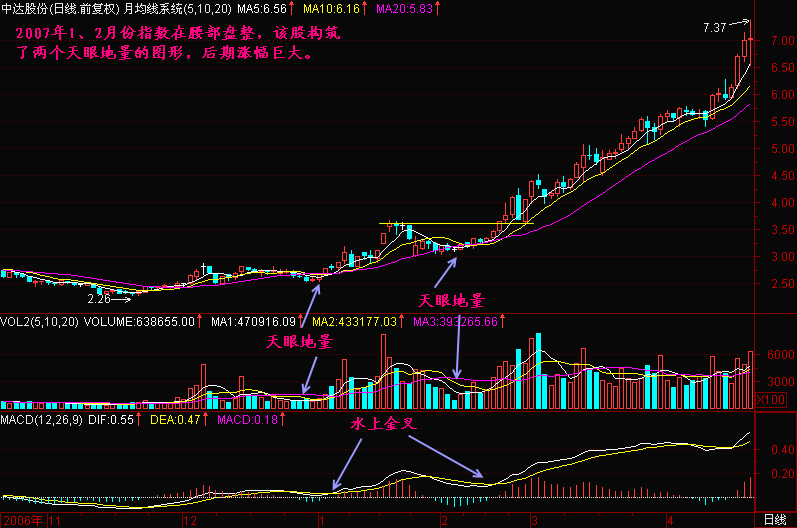 中达股份(日线.前复权) 月均线系统(5,10,20) MA5:6.56↑ MA10:6.16↑ MA20:5.83↑
2007年1、2月份指数在腰部盘整，该股构筑
了两个天眼地量的图形，后期涨幅巨大。
7.37
7.00
6.50
6.00
5.50
5.00
4.50
4.00
3.50
3.00
2.50
2.26
天眼地量
VOL2(5,10,20) VOLUME:638655.00↑ MA1:470916.09↑ MA2:433177.03↑ MA3:393265.66↑
天眼地量
6000
3000
X100
MACD(12,26,9) DIF:0.55↑ DEA:0.47↑ MACD:0.18↑
水上金叉
0.40
0.20
2006年 11 12 1 2 3 4 日线